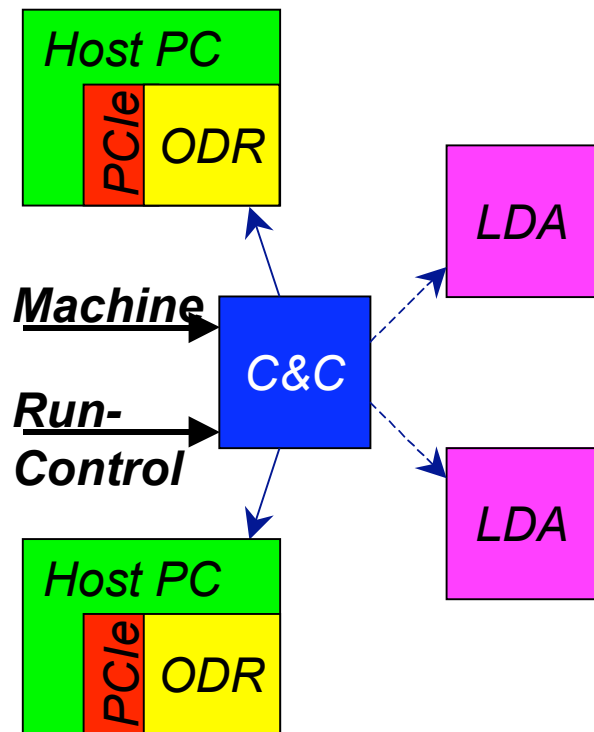 Host PC
PCIe
ODR
LDA
Machine
C&C
Run-
Control
LDA
Host PC
PCIe
ODR